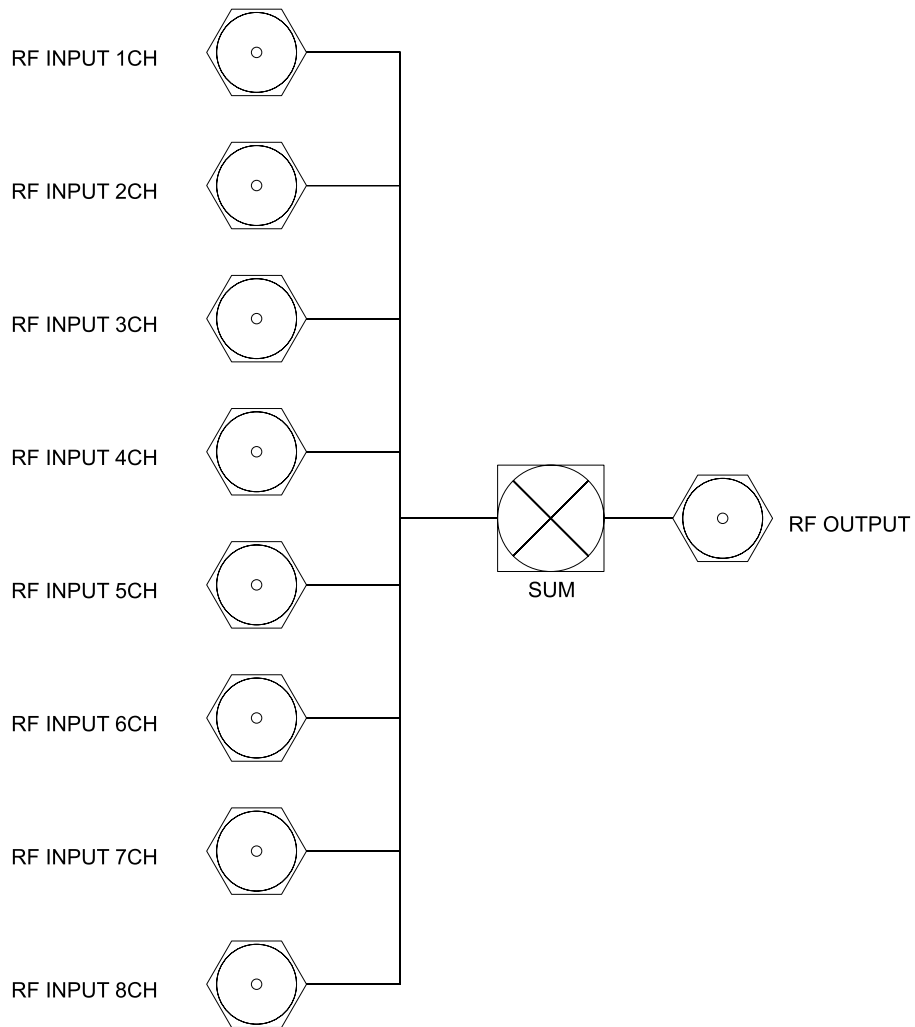 RF INPUT 1CH
RF INPUT 2CH
RF INPUT 3CH
RF INPUT 4CH
RF OUTPUT
RF INPUT 5CH
SUM
RF INPUT 6CH
RF INPUT 7CH
RF INPUT 8CH